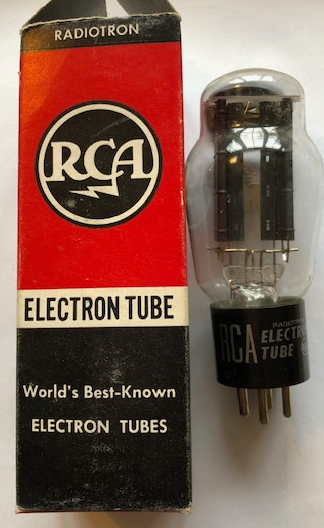 RADIOTRON
RCA
ELECTRON TUBE
World's Best-Known
ELECTRON TUBES
RCA
RADIOTRON
ELECTRON
TUBE